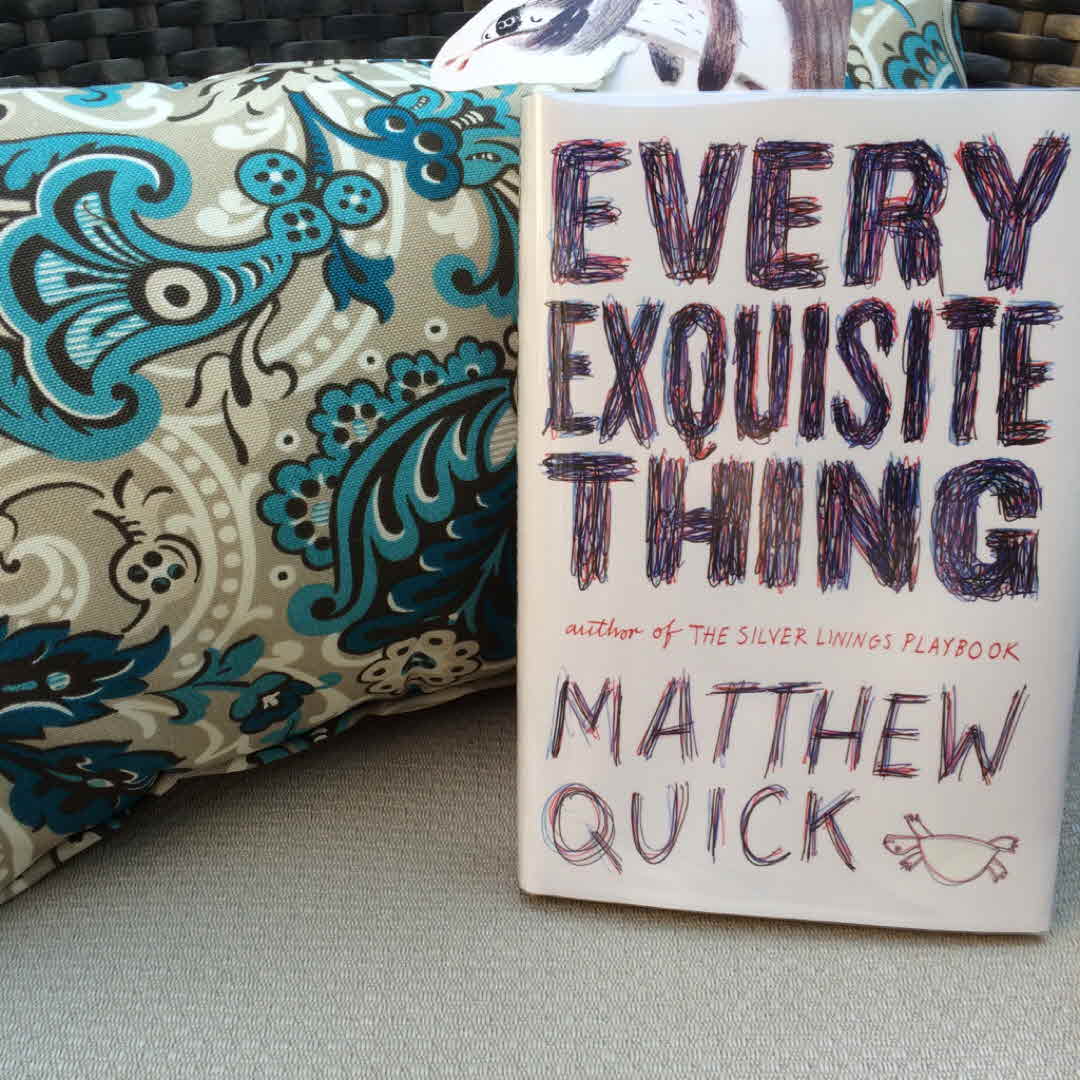 EVERY
EXQUISITE
THING
author of THE SILVER LININGS PLAYBOOK
MATTHEW
QUICK